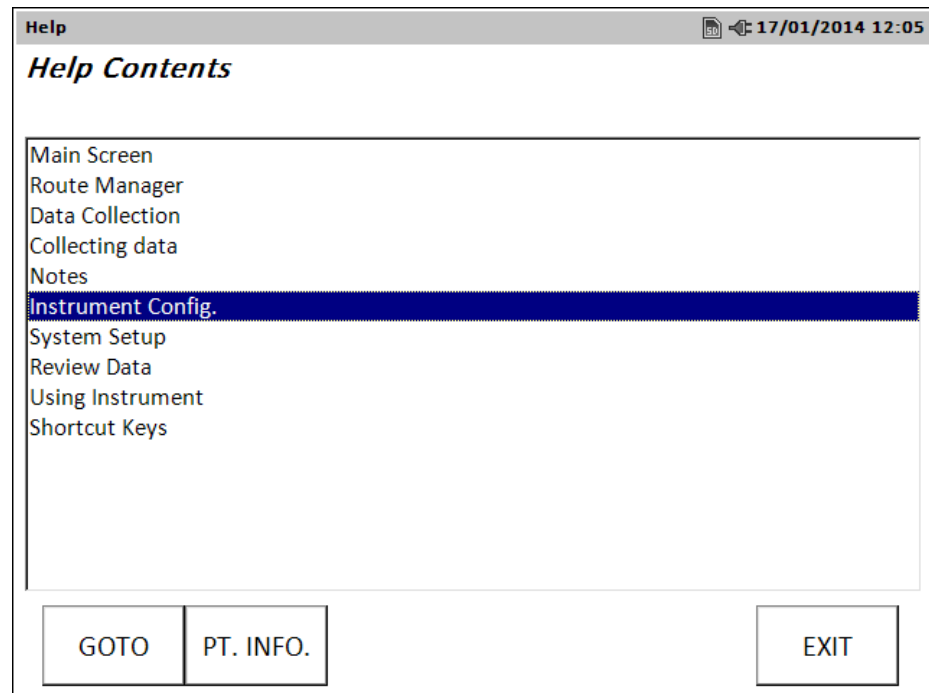 Help 17/01/2014 12:05
Help Contents
Main Screen
Route Manager
Data Collection
Collecting data
Notes
Instrument Config.
System Setup
Review Data
Using Instrument
Shortcut Keys
GOTO PT. INFO. EXIT